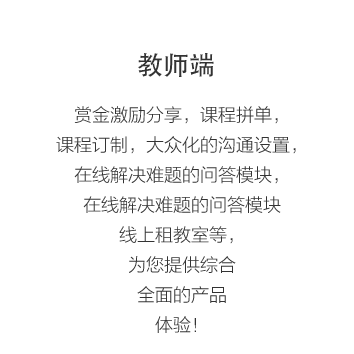 教师端
赏金激励分享，课程拼单，
课程订制，大众化的沟通设置，
在线解决难题的问答模块，
在线解决难题的问答模块
线上租教室等，
为您提供综合
全面的产品
体验！